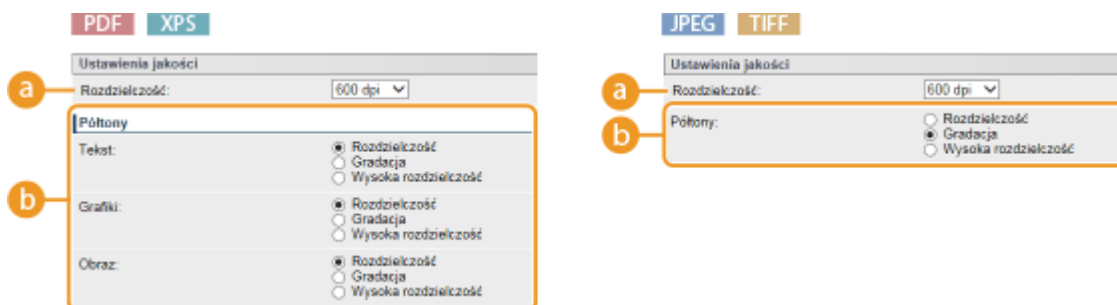 PDF XPS
Ustawienia jakości
a
Rozdzielczość: 600 dpi
b
Półtony
Tekst: Rozdzielczość
Gradacja
Wysoka rozdzielczość
Grafiki: Rozdzielczość
Gradacja
Wysoka rozdzielczość
Obraz: Rozdzielczość
Gradacja
Wysoka rozdzielczość
JPEG TIFF
Ustawienia jakości
a
Rozdzielczość: 600 dpi
b
Półtony: Rozdzielczość
Gradacja
Wysoka rozdzielczość